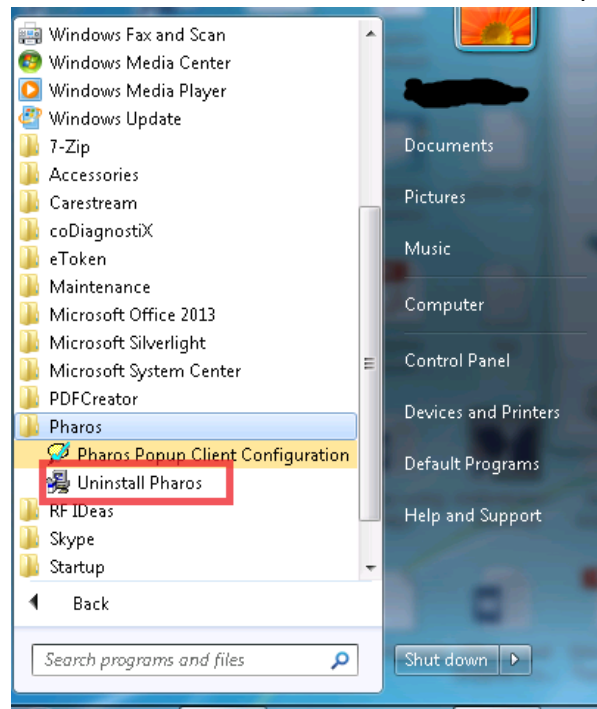 Windows Fax and Scan
Windows Media Center
Windows Media Player
Windows Update
7-Zip
Accessories
Carestream
coDiagnostiX
eToken
Maintenance
Microsoft Office 2013
Microsoft Silverlight
Microsoft System Center
PDFCreator
Pharos
Pharos Popup Client Configuration
Uninstall Pharos
RF IDeas
Skype
Startup
Back
Search programs and files
Documents
Pictures
Music
Computer
Control Panel
Devices and Printers
Default Programs
Help and Support
Shut down